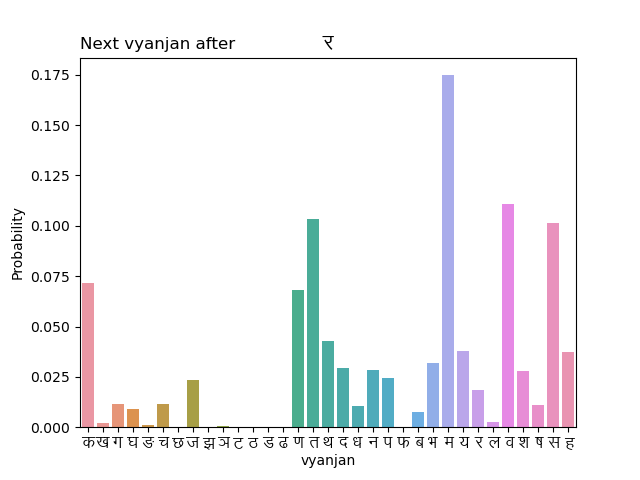 Next vyanjan after र
0.175
0.150
0.125
0.100
0.075
0.050
0.025
0.000
Probability
क ख ग घ ङ च छ ज झ ञ ट ठ ड ढ ण त थ द ध न प फ ब भ म य र ल व श ष स ह
vyanjan